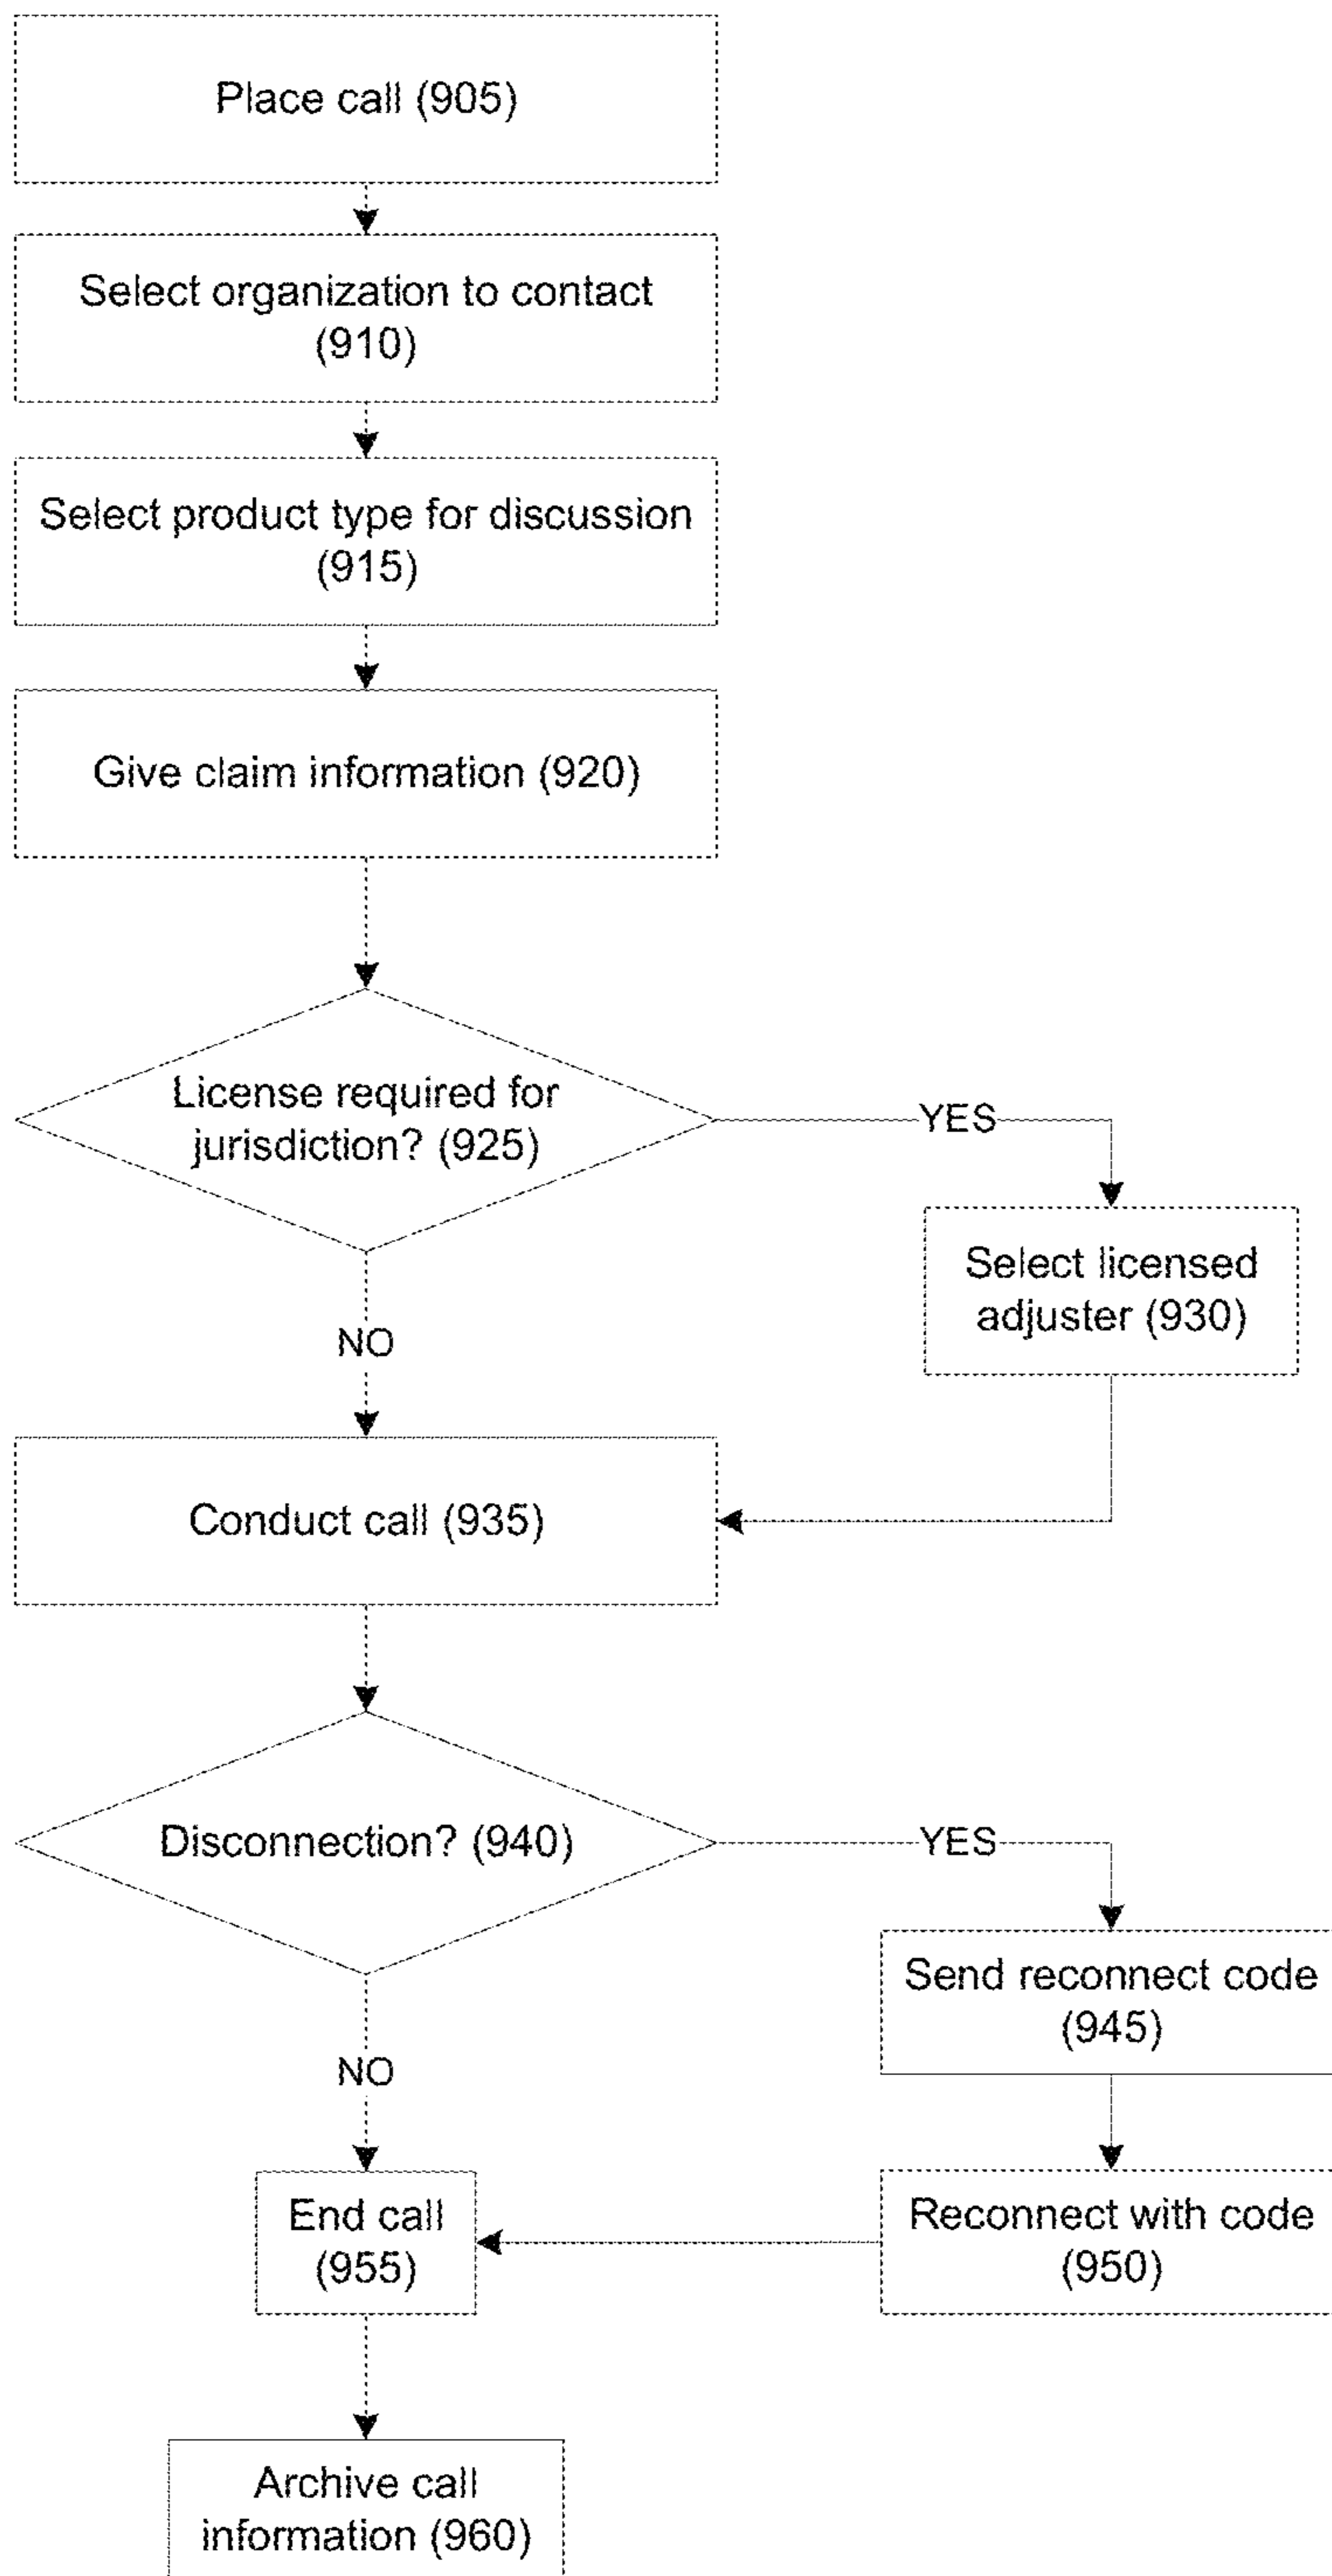 Place call (905)
Select organization to contact
(910)
Select product type for discussion
(915)
Give claim information (920)
License required for
jurisdiction? (925)
YES
Select licensed
adjuster (930)
NO
Conduct call (935)
Disconnection? (940)
YES
Send reconnect code
(945)
NO
End call
(955)
Reconnect with code
(950)
Archive call
information (960)